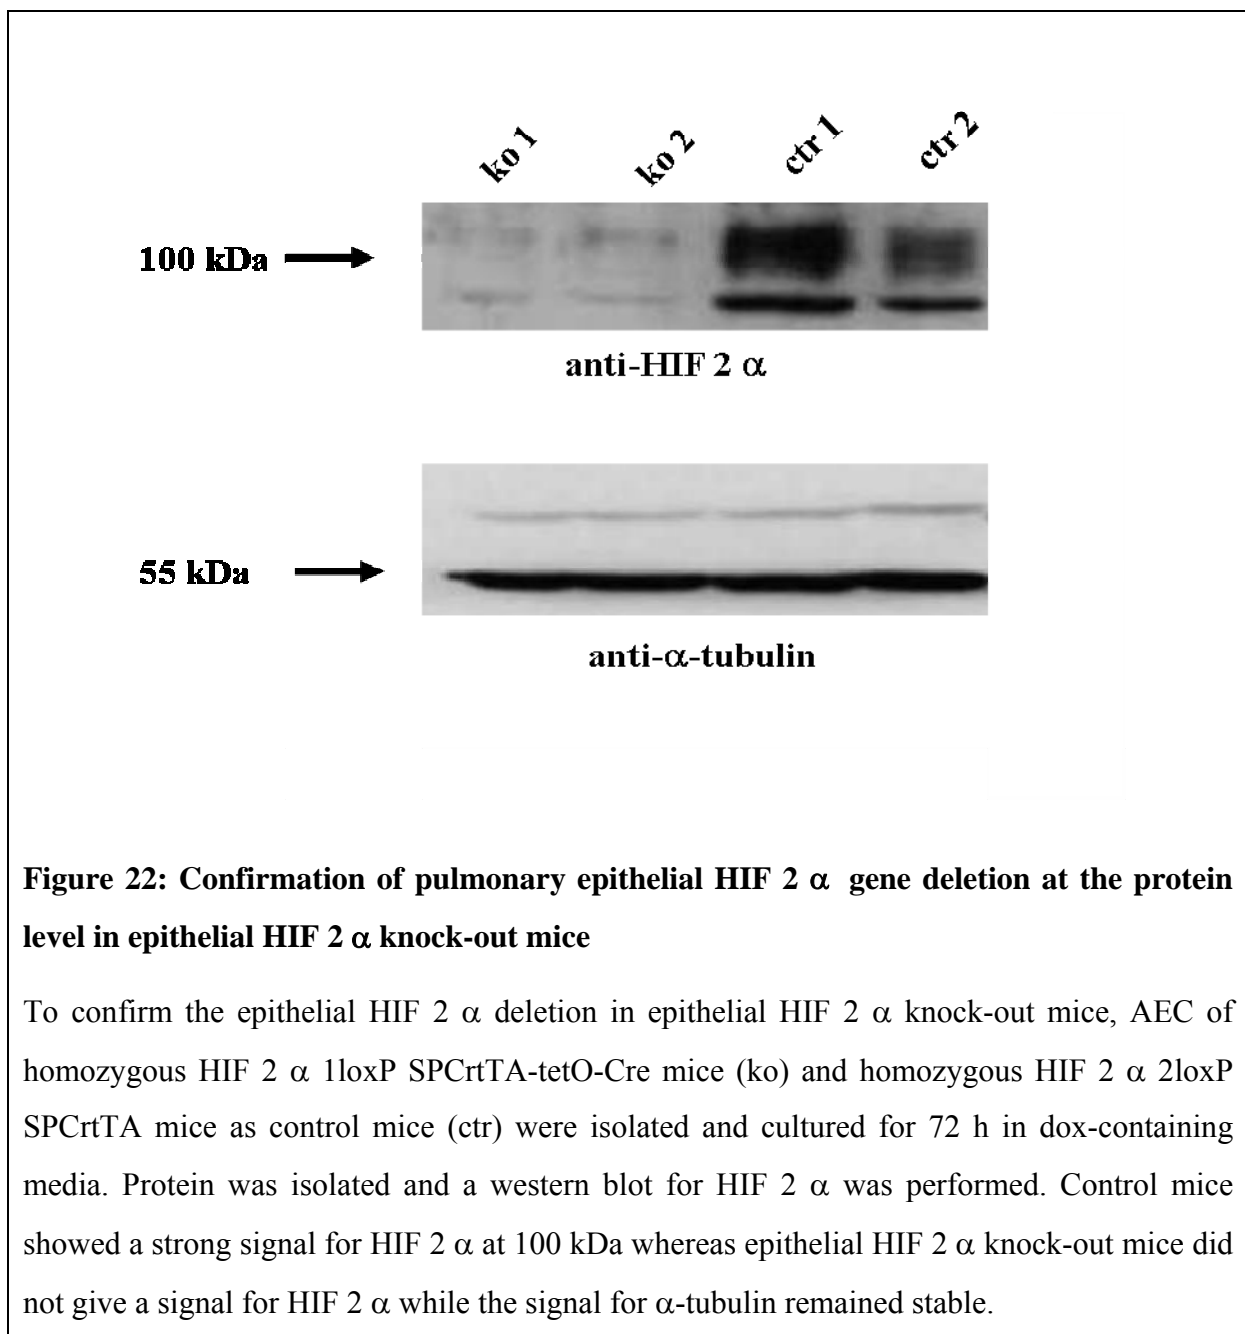 ko 1 ko 2 ctr 1 ctr 2
100 kDa
anti-HIF 2 α
55 kDa
anti-α-tubulin
Figure 22: Confirmation of pulmonary epithelial HIF 2 α gene deletion at the protein
level in epithelial HIF 2 α knock-out mice
To confirm the epithelial HIF 2 α deletion in epithelial HIF 2 α knock-out mice, AEC of
homozygous HIF 2 α 1loxP SPCrtTA-tetO-Cre mice (ko) and homozygous HIF 2 α 2loxP
SPCrtTA mice as control mice (ctr) were isolated and cultured for 72 h in dox-containing
media. Protein was isolated and a western blot for HIF 2 α was performed. Control mice
showed a strong signal for HIF 2 α at 100 kDa whereas epithelial HIF 2 α knock-out mice did
not give a signal for HIF 2 α while the signal for α-tubulin remained stable.